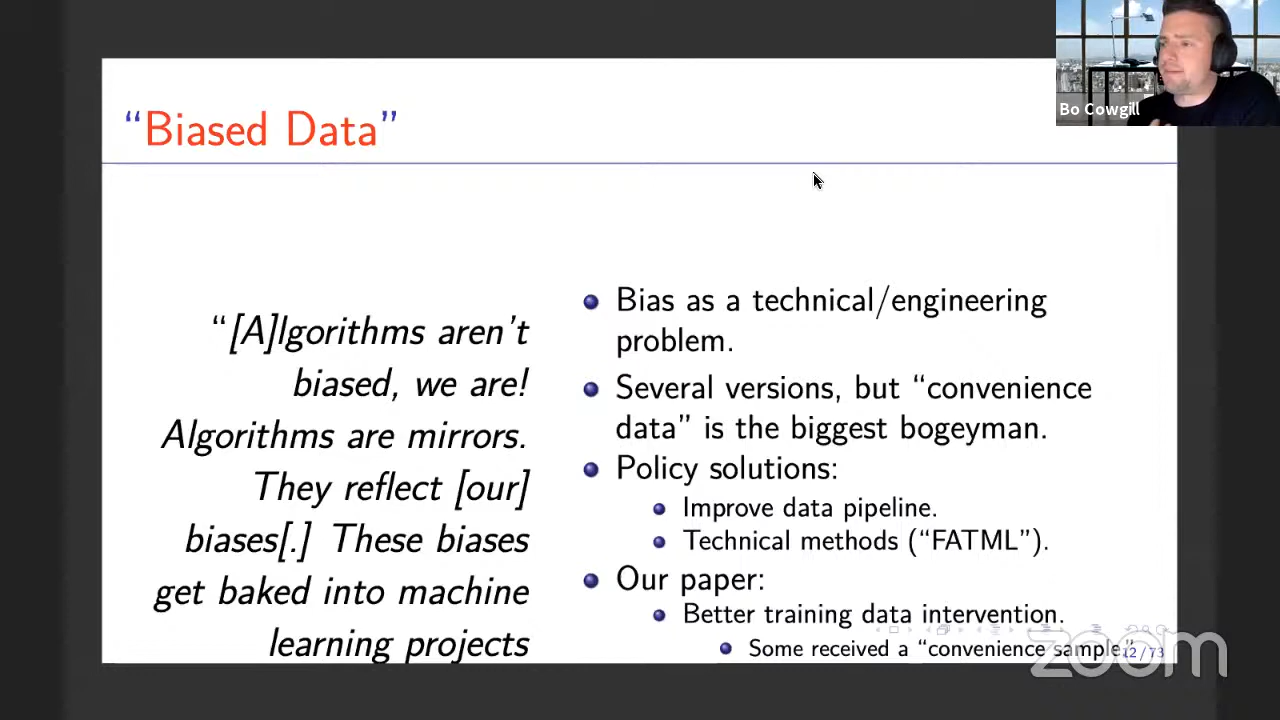 “Biased Data”
Bo Cowgill
“[A]lgorithms aren’t
biased, we are!
Algorithms are mirrors.
They reflect [our]
biases[.] These biases
get baked into machine
learning projects
Bias as a technical/engineering
problem.
Several versions, but “convenience
data” is the biggest bogeyman.
Policy solutions:
Improve data pipeline.
Technical methods (“FATML”).
Our paper:
Better training data intervention.
Some received a “convenience sample”
12 / 73
zoom